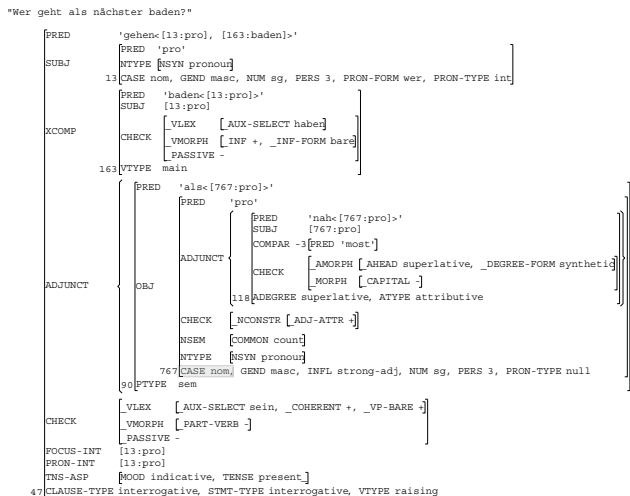 "Wer geht als nächster baden?"
PRED 'gehen<[13:pro], [163:baden]>'
PRED 'pro'
SUBJ NTYPE [NSYN pronoun]
13 CASE nom, GEND masc, NUM sg, PERS 3, PRON-FORM wer, PRON-TYPE int
PRED 'baden<[13:pro]>'
SUBJ [13:pro]
_VLEX [_AUX-SELECT haben]
XCOMP
CHECK _VMORPH [_INF +, _INF-FORM bare]
_PASSIVE -
163 VTYPE main
PRED 'als<[767:pro]>'
PRED 'pro'
PRED 'nah<[767:pro]>'
SUBJ [767:pro]
COMPAR -3 [PRED 'most']
ADJUNCT
_AMORPH [_AHEAD superlative, _DEGREE-FORM synthetic]
CHECK
_MORPH [_CAPITAL -]
ADJUNCT OBJ
118 ADEGREE superlative, ATYPE attributive
CHECK [_NCONSTR [_ADJ-ATTR +]]
NSEM [COMMON count]
NTYPE [NSYN pronoun]
767 CASE nom, GEND masc, INFL strong-adj, NUM sg, PERS 3, PRON-TYPE null
90 PTYPE sem
_VLEX [_AUX-SELECT sein, _COHERENT +, _VP-BARE +]
CHECK _VMORPH [_PART-VERB -]
_PASSIVE -
FOCUS-INT [13:pro]
PRON-INT [13:pro]
TNS-ASP [MOOD indicative, TENSE present_]
47 CLAUSE-TYPE interrogative, STMT-TYPE interrogative, VTYPE raising